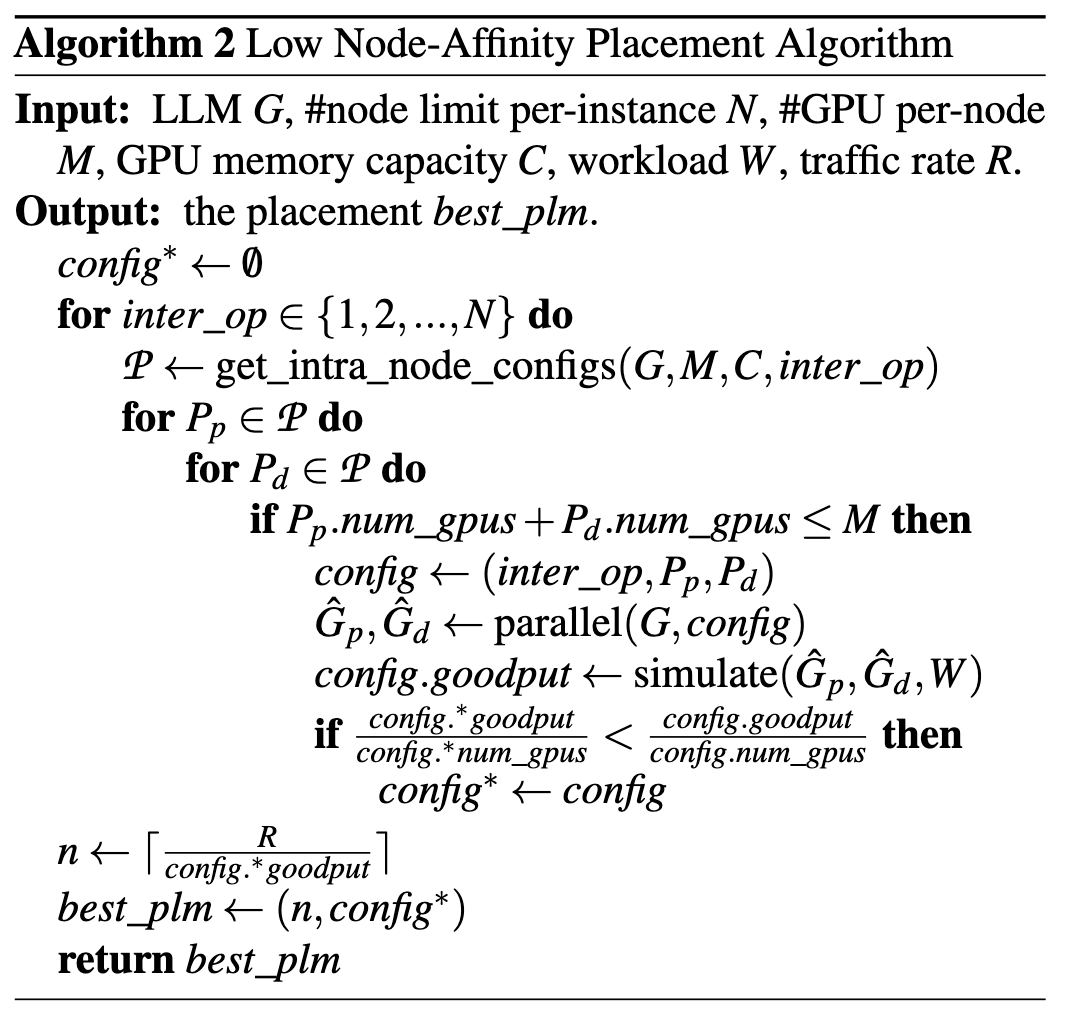 Algorithm 2 Low Node-Affinity Placement Algorithm
Input: LLM G, #node limit per-instance N, #GPU per-node
M, GPU memory capacity C, workload W, traffic rate R.
Output: the placement best_plm.
config* ← ∅
for inter_op ∈ {1,2,...,N} do
𝒫 ← get_intra_node_configs(G,M,C,inter_op)
for P_p ∈ 𝒫 do
for P_d ∈ 𝒫 do
if P_p.num_gpus + P_d.num_gpus ≤ M then
config ← (inter_op,P_p,P_d)
Ĝ_p,Ĝ_d ← parallel(G,config)
config.goodput ← simulate(Ĝ_p,Ĝ_d,W)
if config.*goodput / config.*num_gpus < config.goodput / config.num_gpus then
config* ← config
n ← ⌈R / config.*goodput⌉
best_plm ← (n,config*)
return best_plm